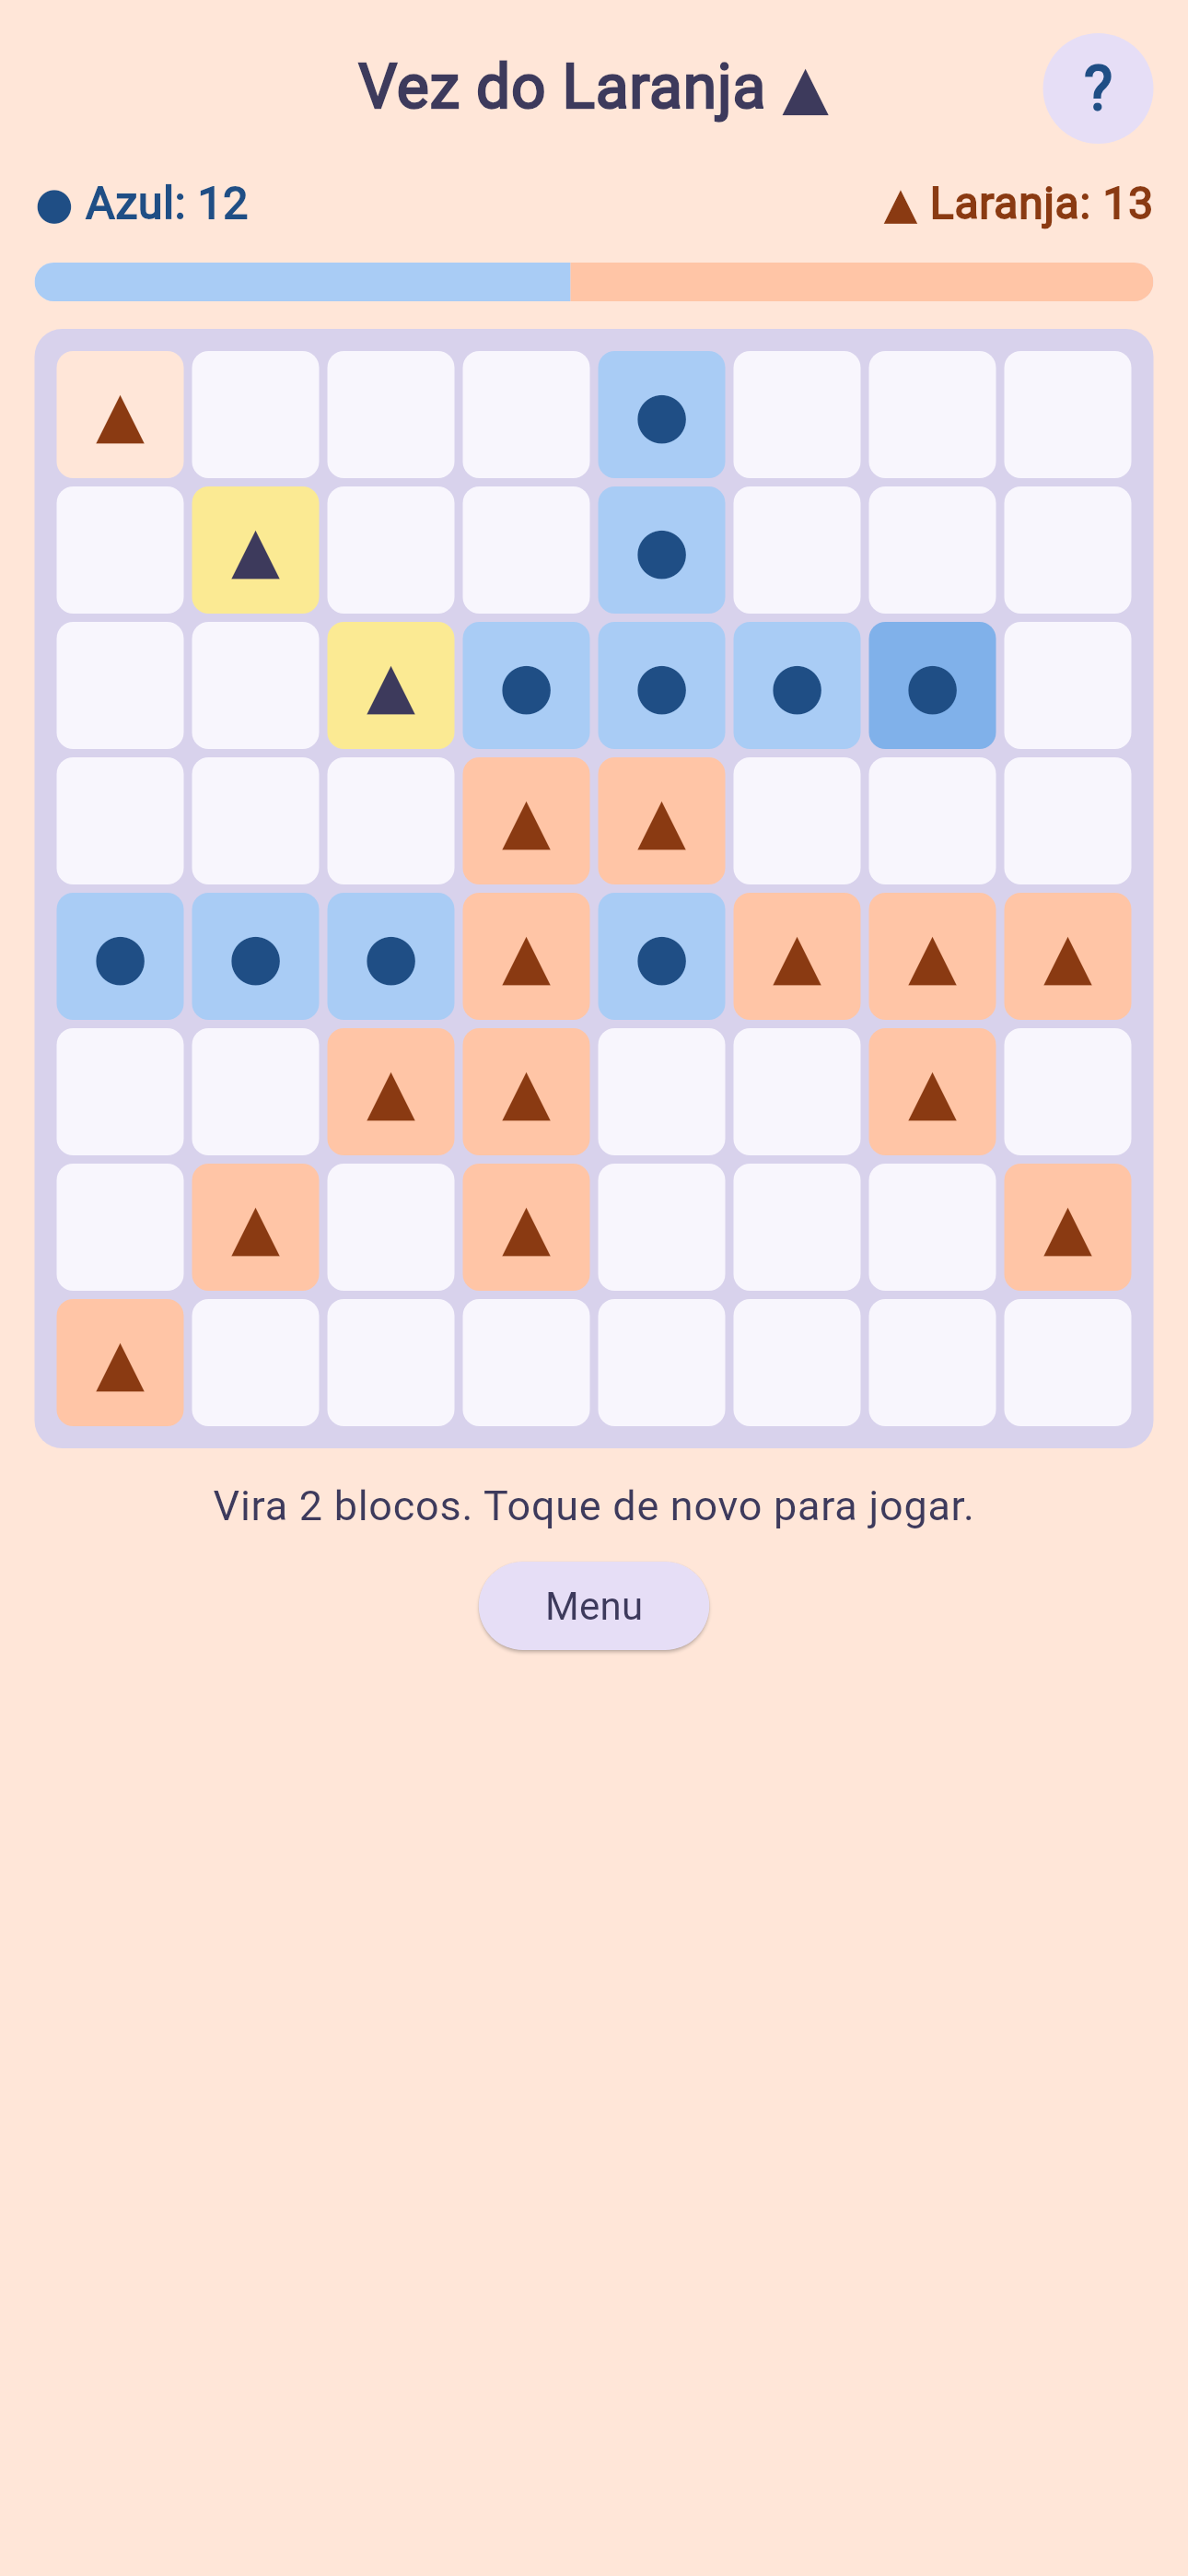 Vez do Laranja ▲
?
● Azul: 12
▲ Laranja: 13
Vira 2 blocos. Toque de novo para jogar.
Menu